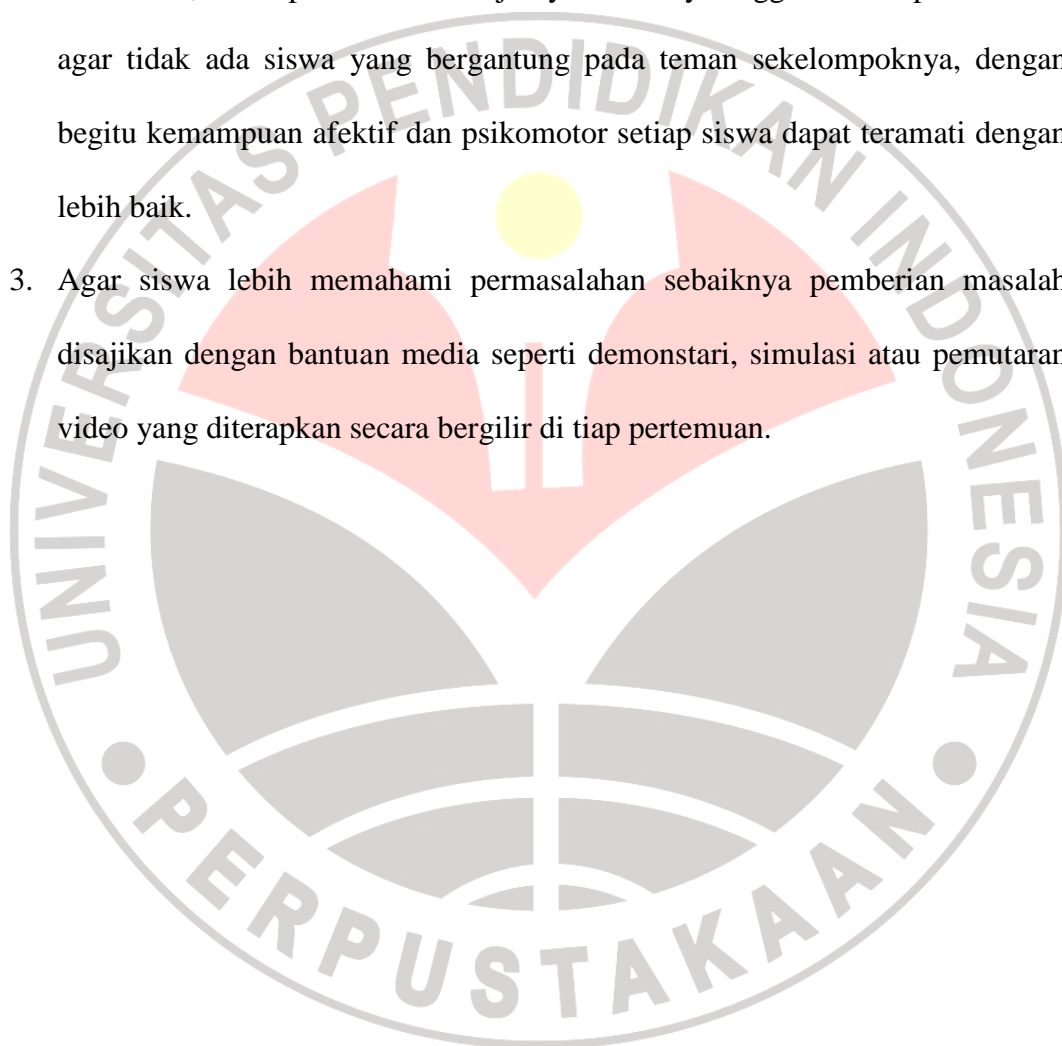 agar tidak ada siswa yang bergantung pada teman sekelompoknya, dengan
begitu kemampuan afektif dan psikomotor setiap siswa dapat teramati dengan
lebih baik.
3. Agar siswa lebih memahami permasalahan sebaiknya pemberian masalah
disajikan dengan bantuan media seperti demonstari, simulasi atau pemutaran
video yang diterapkan secara bergilir di tiap pertemuan.
UNIVERSITAS PENDIDIKAN INDONESIA
PERPUSTAKAAN